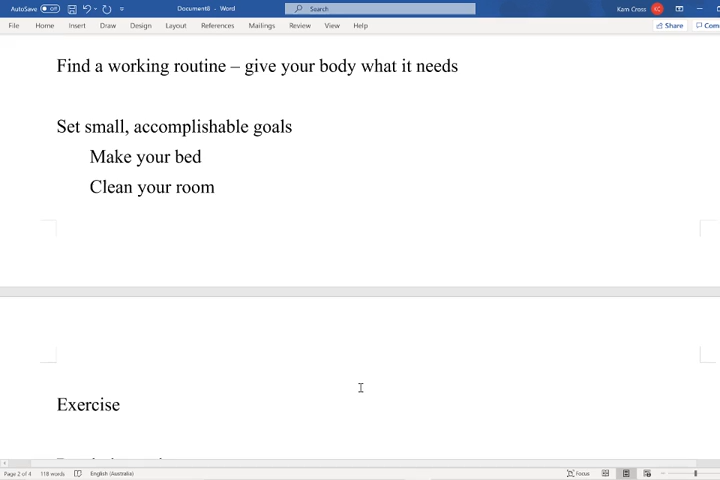 AutoSave Off Document8 - Word Search Kam Cross KC
File Home Insert Draw Design Layout References Mailings Review View Help Share
Find a working routine – give your body what it needs
Set small, accomplishable goals
Make your bed
Clean your room
Exercise
Page 2 of 4 118 words English (Australia) Focus